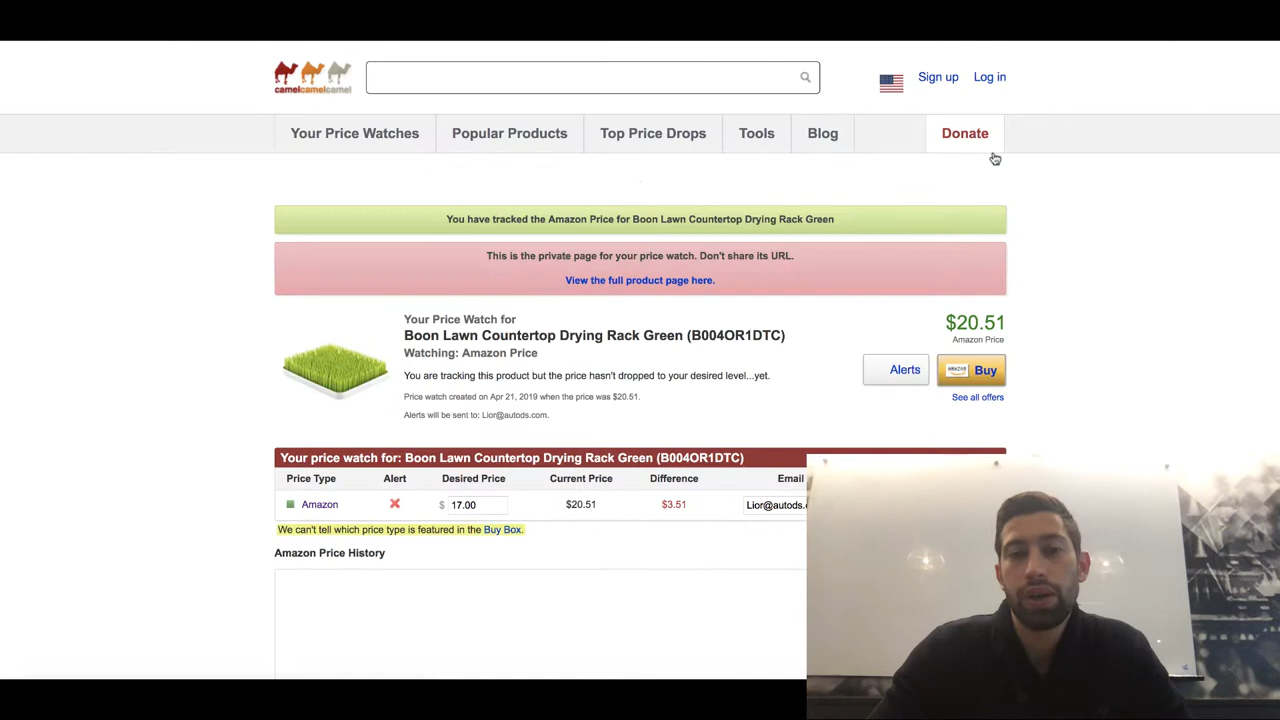 camelcamelcamel
Sign up
Log in
Your Price Watches
Popular Products
Top Price Drops
Tools
Blog
Donate
You have tracked the Amazon Price for Boon Lawn Countertop Drying Rack Green
This is the private page for your price watch. Don't share its URL.
View the full product page here.
Your Price Watch for
Boon Lawn Countertop Drying Rack Green (B004OR1DTC)
Watching: Amazon Price
You are tracking this product but the price hasn't dropped to your desired level...yet.
Price watch created on Apr 21, 2019 when the price was $20.51.
Alerts will be sent to: Lior@autods.com.
$20.51
Amazon Price
Alerts
amazon Buy
See all offers
Your price watch for: Boon Lawn Countertop Drying Rack Green (B004OR1DTC)
Price Type Alert Desired Price Current Price Difference Email
Amazon $ 17.00 $20.51 $3.51 Lior@autods.c
We can't tell which price type is featured in the Buy Box.
Amazon Price History